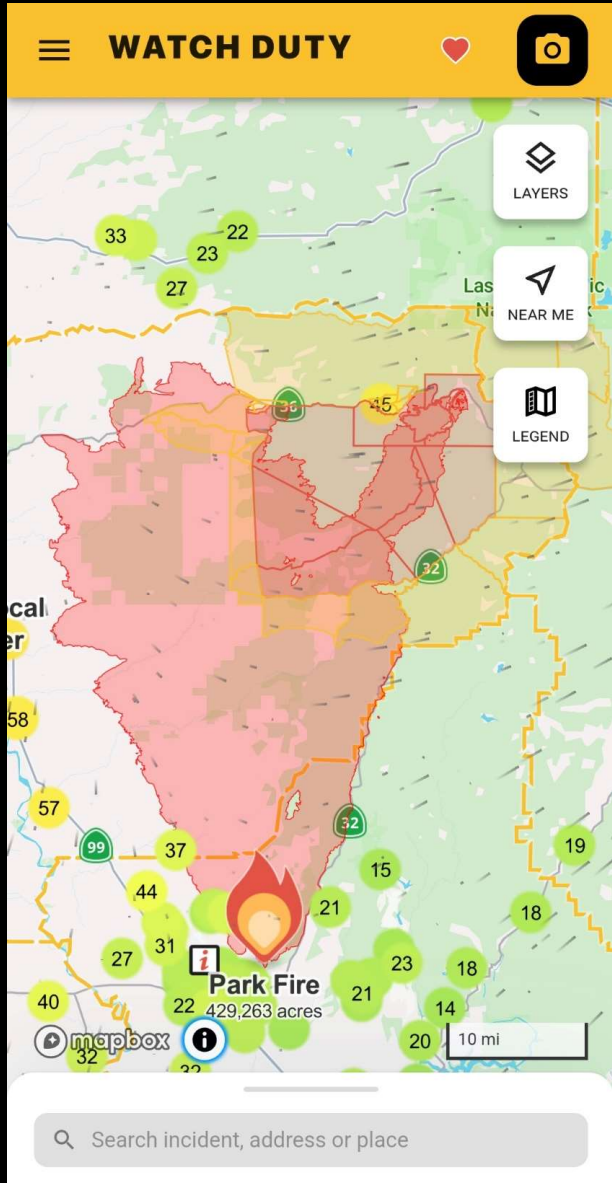 WATCH DUTY
LAYERS
33
22
23
27
NEAR ME
36
45
LEGEND
32
58
57
99
37
32
19
15
44
21
18
31
27
23
18
i
Park Fire
21
40
22
429,263 acres
14
mapbox
i
20
10 mi
32
32
Search incident, address or place